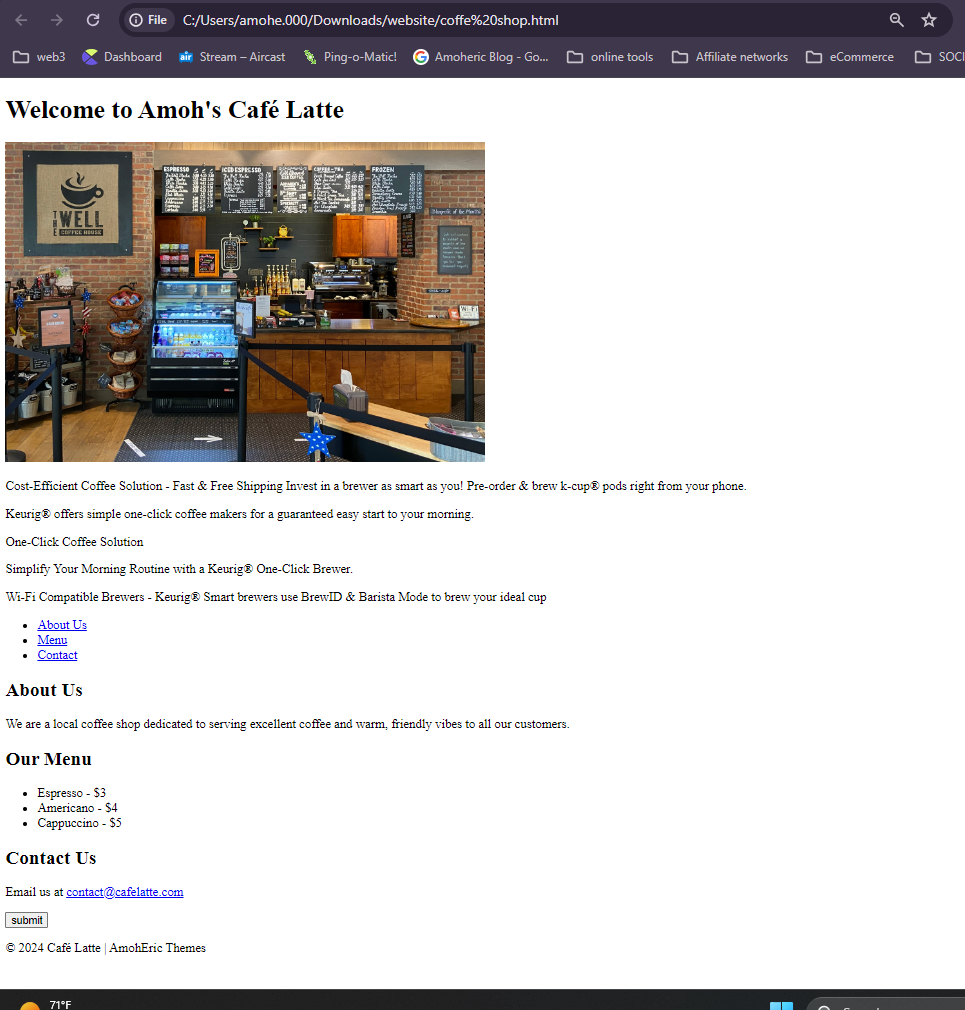 File C:/Users/amohe.000/Downloads/website/coffe%20shop.html
web3 Dashboard air Stream – Aircast Ping-o-Matic! Amoheric Blog - Go... online tools Affiliate networks eCommerce SOCI
Welcome to Amoh's Café Latte
THE WELL
COFFEE HOUSE
ESPRESSO ICED ESPRESSO COFFEE-TEA FROZEN
Wi-Fi
Cost-Efficient Coffee Solution - Fast & Free Shipping Invest in a brewer as smart as you! Pre-order & brew k-cup® pods right from your phone.
Keurig® offers simple one-click coffee makers for a guaranteed easy start to your morning.
One-Click Coffee Solution
Simplify Your Morning Routine with a Keurig® One-Click Brewer.
Wi-Fi Compatible Brewers - Keurig® Smart brewers use BrewID & Barista Mode to brew your ideal cup
About Us
Menu
Contact
About Us
We are a local coffee shop dedicated to serving excellent coffee and warm, friendly vibes to all our customers.
Our Menu
Espresso - $3
Americano - $4
Cappuccino - $5
Contact Us
Email us at contact@cafelatte.com
submit
© 2024 Café Latte | AmohEric Themes
71°F